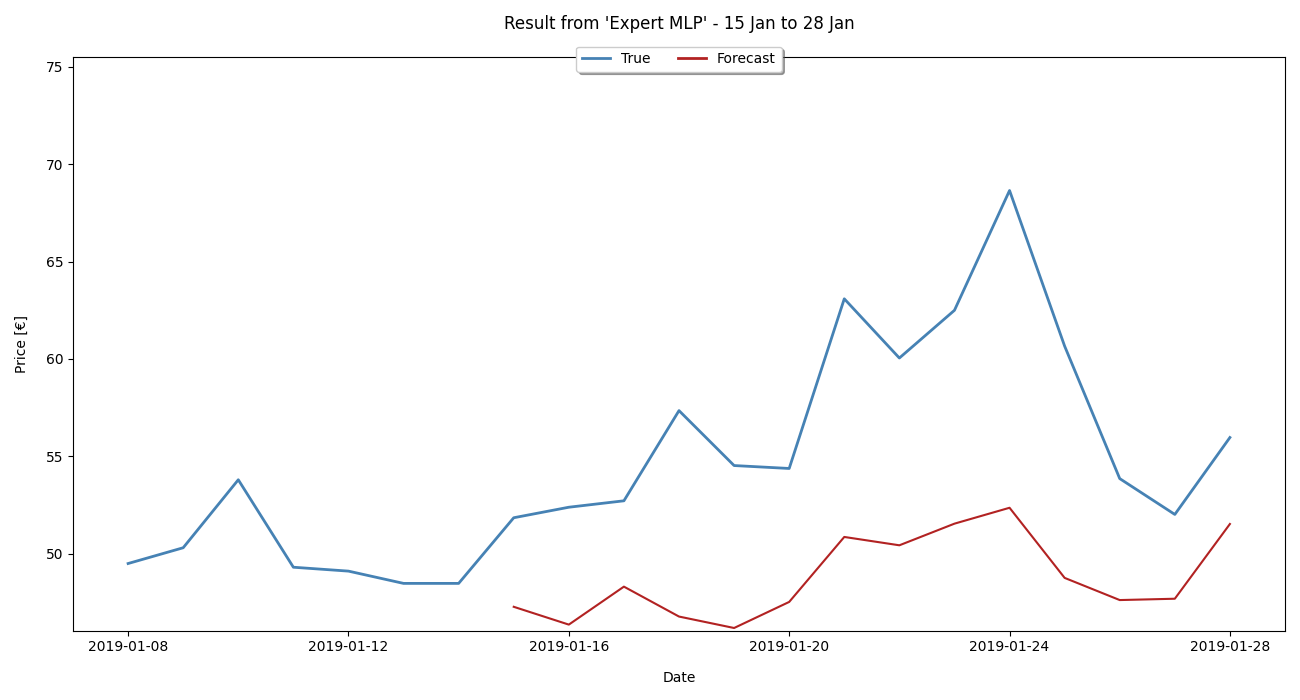 Result from 'Expert MLP' - 15 Jan to 28 Jan
True Forecast
75
70
65
60
55
50
Price [€]
2019-01-08 2019-01-12 2019-01-16 2019-01-20 2019-01-24 2019-01-28
Date